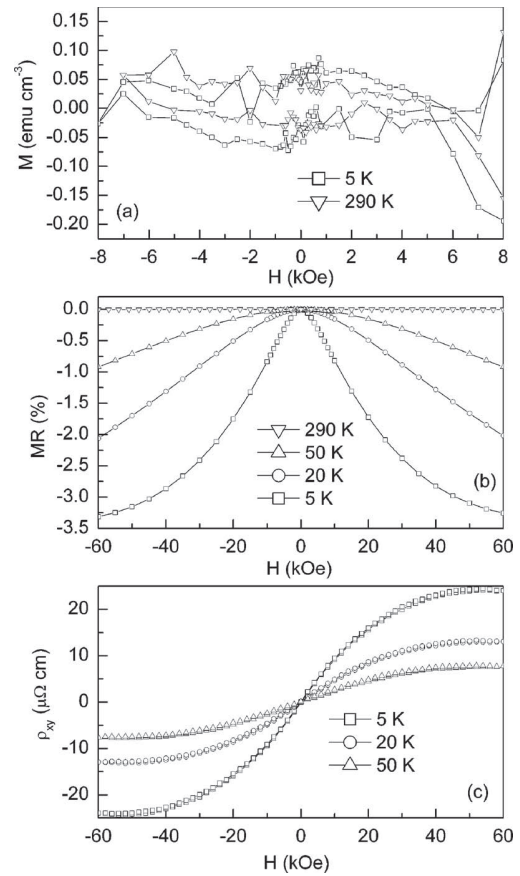 0.15
0.10
0.05
0.00
-0.05
-0.10
-0.15
-0.20
M (emu cm⁻³)
5 K
290 K
(a)
-8 -6 -4 -2 0 2 4 6 8
H (kOe)
0.0
-0.5
-1.0
-1.5
-2.0
-2.5
-3.0
-3.5
MR (%)
290 K
50 K
20 K
5 K
(b)
-60 -40 -20 0 20 40 60
H (kOe)
20
10
0
-10
-20
ρxy (μΩ cm)
5 K
20 K
50 K
(c)
-60 -40 -20 0 20 40 60
H (kOe)